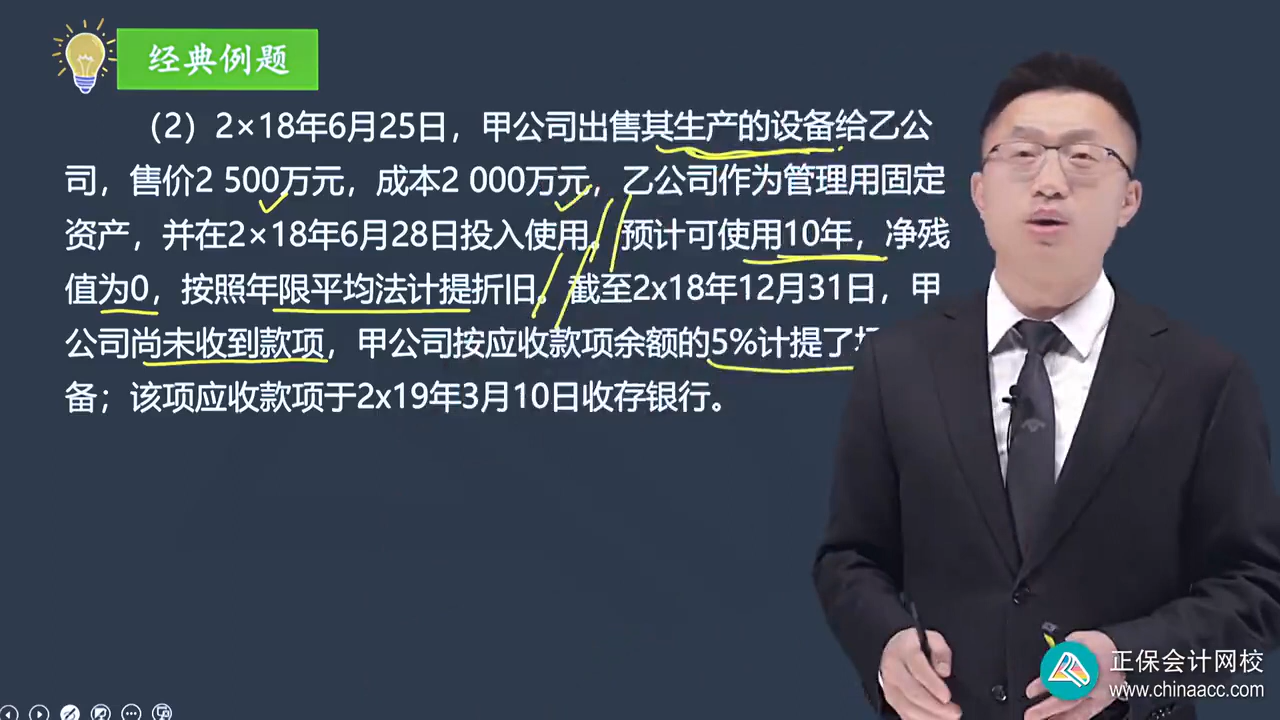 经典例题
（2）2×18年6月25日，甲公司出售其生产的设备给乙公
司，售价2 500万元，成本2 000万元，乙公司作为管理用固定
资产，并在2×18年6月28日投入使用。预计可使用10年，净残
值为0，按照年限平均法计提折旧。截至2x18年12月31日，甲
公司尚未收到款项，甲公司按应收款项余额的5%计提了
备；该项应收款项于2x19年3月10日收存银行。
正保会计网校
www.chinaacc.com